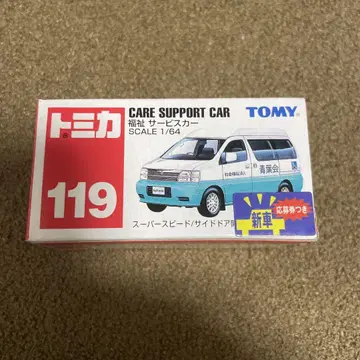 トミカ
119
CARE SUPPORT CAR
福祉 サービスカー
SCALE 1/64
TOMY
青葉会
スーパースピード/サイドドア開
応募券つき
新車